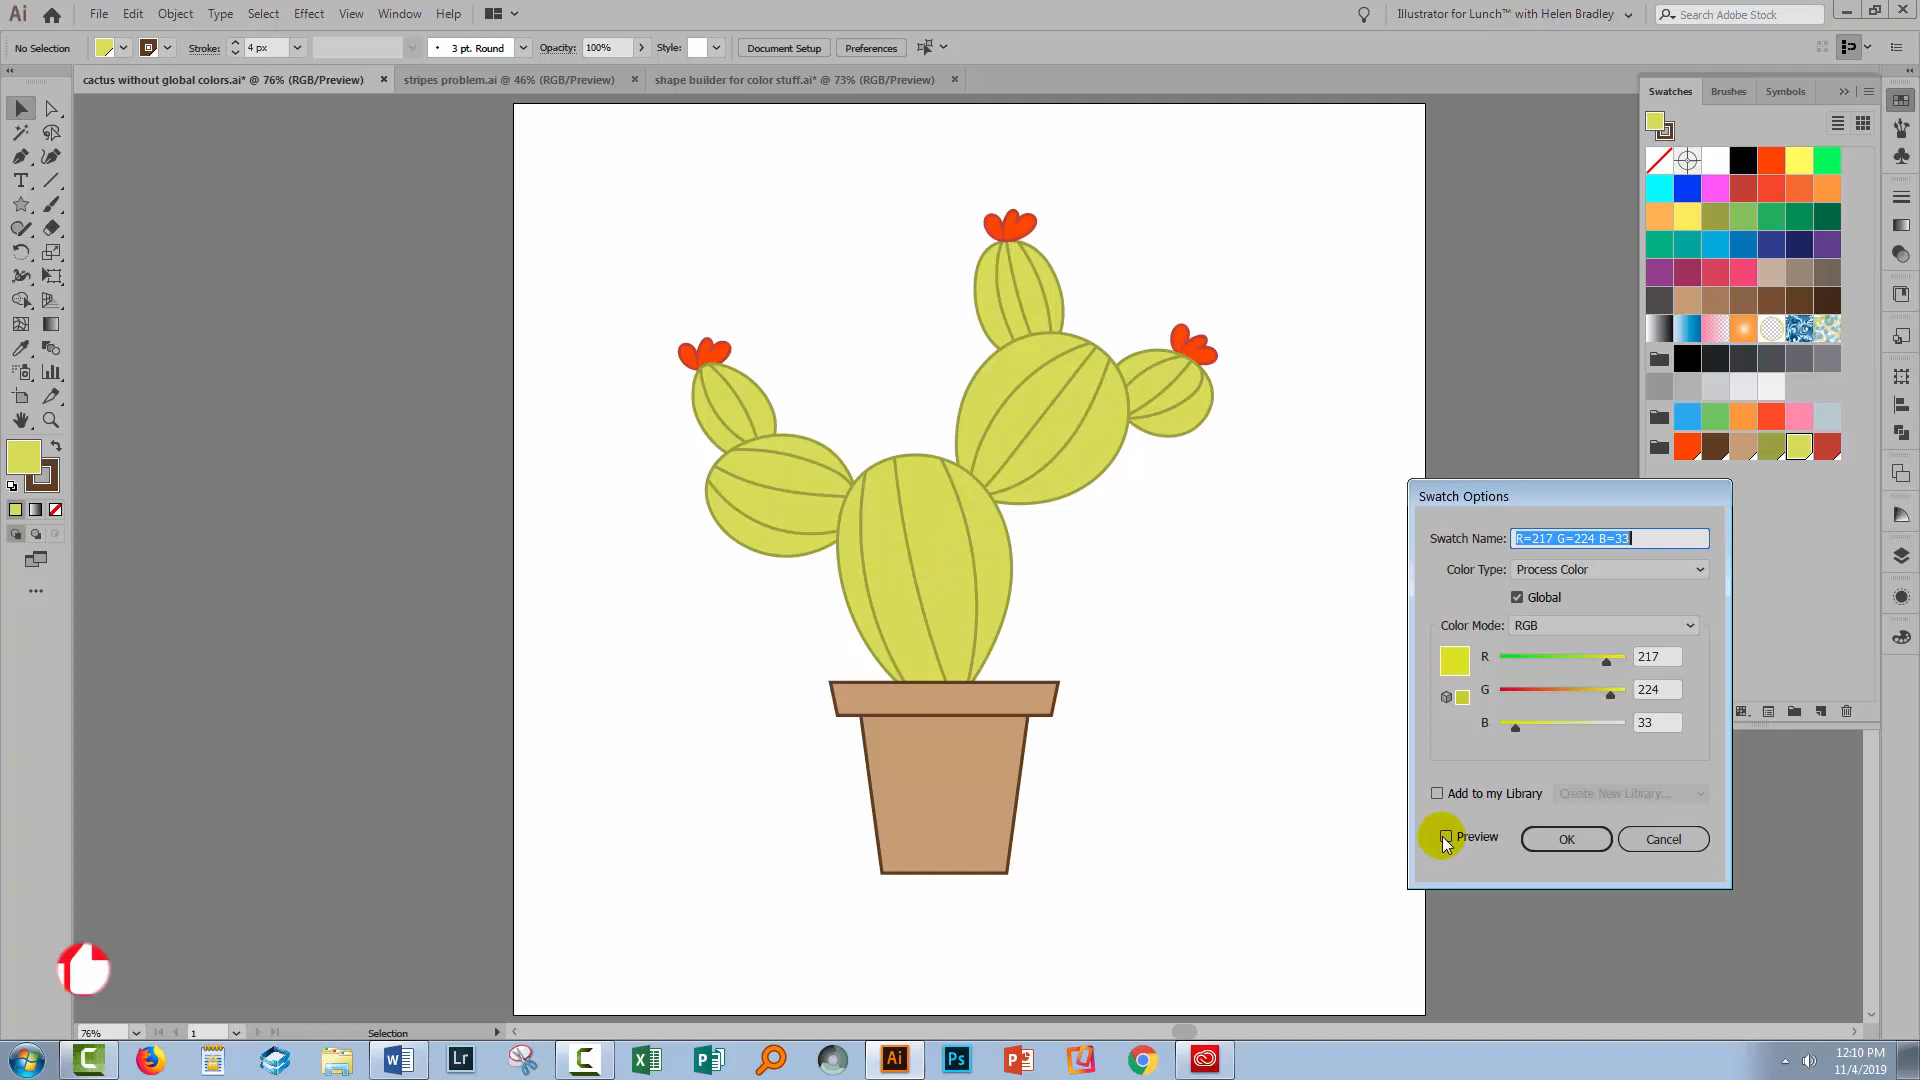 Ai File Edit Object Type Select Effect View Window Help Illustrator for Lunch™ with Helen Bradley Search Adobe Stock
No Selection Stroke: 4 px 3 pt. Round Opacity: 100% Style: Document Setup Preferences
cactus without global colors.ai* @ 76% (RGB/Preview) stripes problem.ai @ 46% (RGB/Preview) shape builder for color stuff.ai* @ 73% (RGB/Preview)
Swatches Brushes Symbols
Swatch Options
Swatch Name: R=217 G=224 B=33
Color Type: Process Color
Global
Color Mode: RGB
R 217
G 224
B 33
Add to my Library Create New Library...
Preview OK Cancel
76% 1 Selection
Lr Ai Ps
12:10 PM
11/4/2019